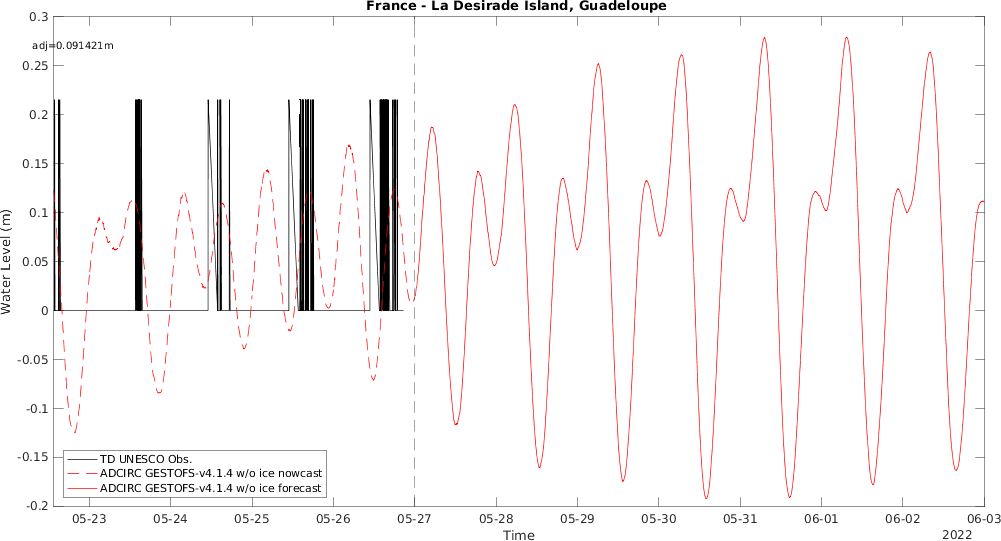 France - La Desirade Island, Guadeloupe
adj=0.091421m
0.3
0.25
0.2
0.15
0.1
0.05
0
-0.05
-0.1
-0.15
-0.2
Water Level (m)
TD UNESCO Obs.
ADCIRC GESTOFS-v4.1.4 w/o ice nowcast
ADCIRC GESTOFS-v4.1.4 w/o ice forecast
05-23 05-24 05-25 05-26 05-27 05-28 05-29 05-30 05-31 06-01 06-02 06-03
Time
2022